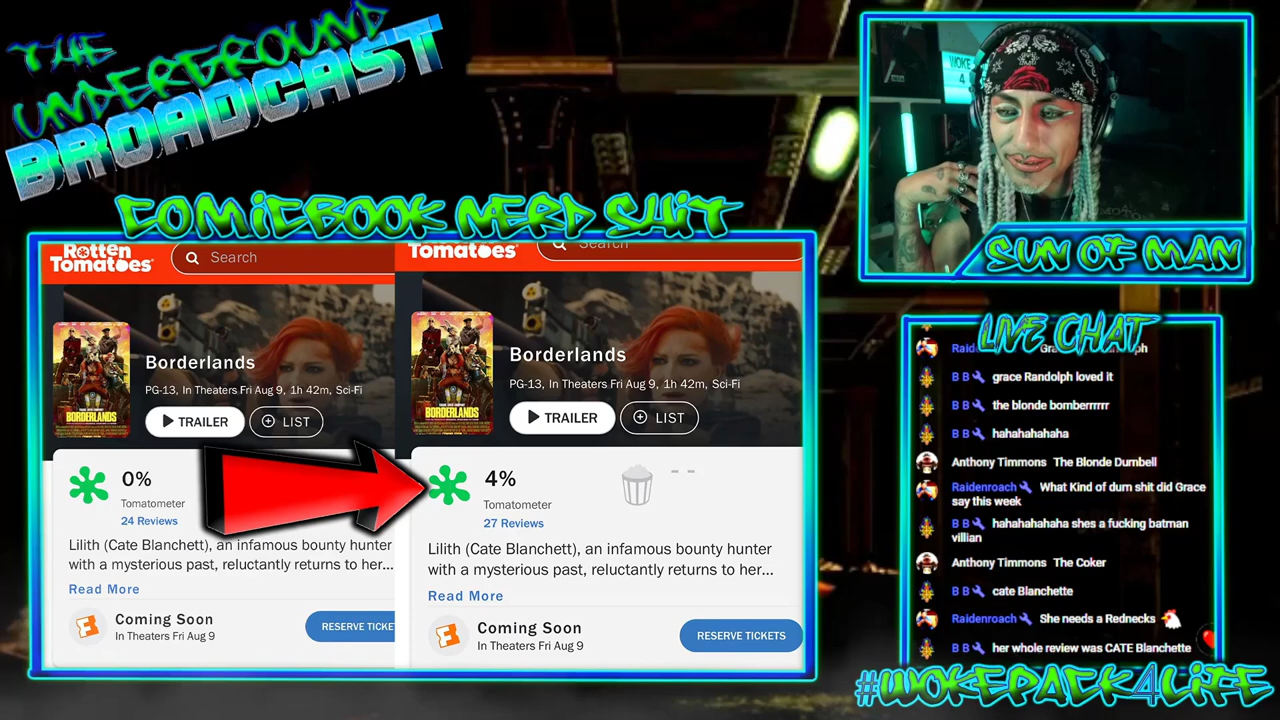 THE
UNDERGROUND
BROADCAST
COMICBOOK NERD SHIT
Rotten
Tomatoes
Search
Borderlands
PG-13, In Theaters Fri Aug 9, 1h 42m, Sci-Fi
TRAILER
LIST
BORDERLANDS
0%
Tomatometer
24 Reviews
Lilith (Cate Blanchett), an infamous bounty hunter
with a mysterious past, reluctantly returns to her...
Read More
Coming Soon
In Theaters Fri Aug 9
RESERVE TICKE
Tomatoes
Search
Borderlands
PG-13, In Theaters Fri Aug 9, 1h 42m, Sci-Fi
TRAILER
LIST
BORDERLANDS
4%
- -
Tomatometer
27 Reviews
Lilith (Cate Blanchett), an infamous bounty hunter
with a mysterious past, reluctantly returns to her...
Read More
Coming Soon
In Theaters Fri Aug 9
RESERVE TICKETS
WOKE
4
SUN OF MAN
LIVE CHAT
B B grace Randolph loved it
B B the blonde bomberrrrrr
B B hahahahahaha
Anthony Timmons The Blonde Dumbell
Raidenroach What Kind of dum shit did Grace
say this week
B B hahahahahaha shes a fucking batman
villian
Anthony Timmons The Coker
B B cate Blanchette
Raidenroach She needs a Rednecks
B B her whole review was CATE Blanchette
#WOKEPACK4LIFE